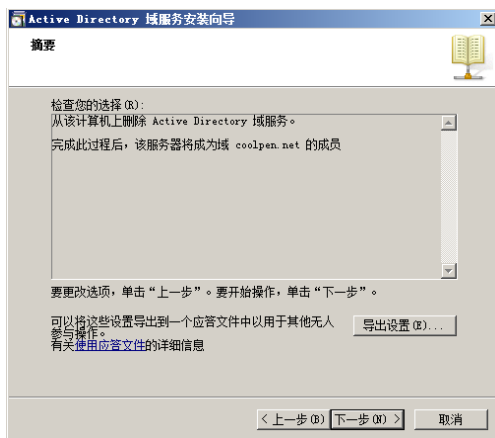 Active Directory 域服务安装向导
摘要
检查您的选择(R):
从该计算机上删除 Active Directory 域服务。
完成此过程后，该服务器将成为域 coolpen.net 的成员
要更改选项，单击“上一步”。要开始操作，单击“下一步”。
可以将这些设置导出到一个应答文件中以用于其他无人
参与操作。
导出设置(E)...
有关使用应答文件的详细信息
< 上一步(B)
下一步(N) >
取消